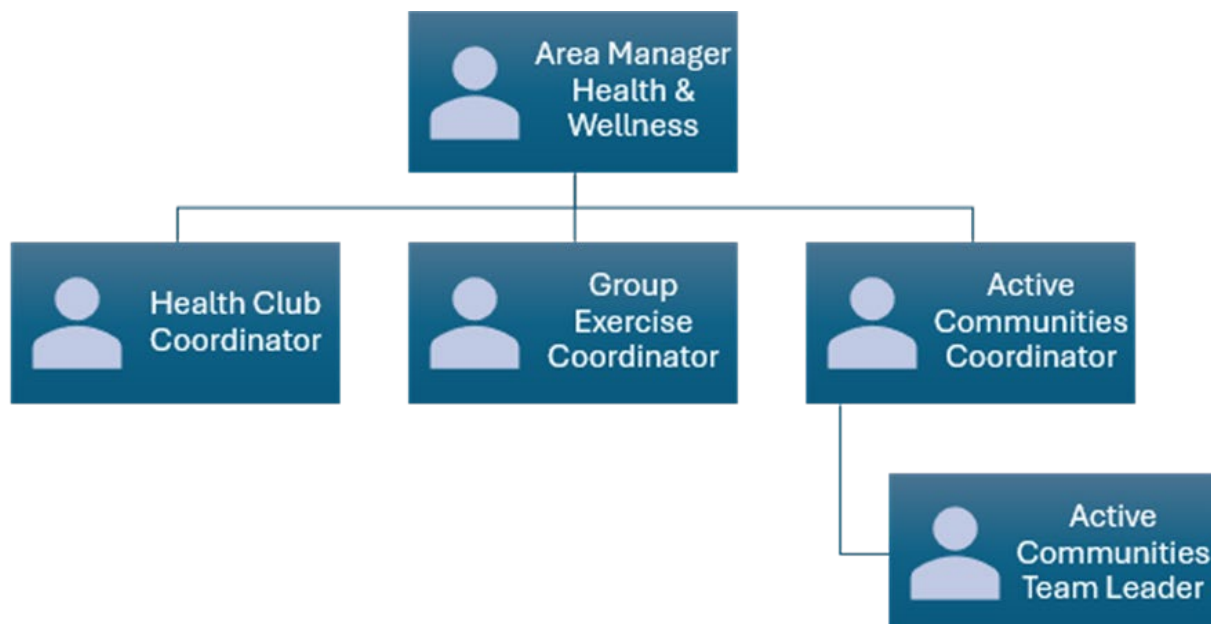 Area Manager
Health &
Wellness
Health Club
Coordinator
Group
Exercise
Coordinator
Active
Communities
Coordinator
Active
Communities
Team Leader